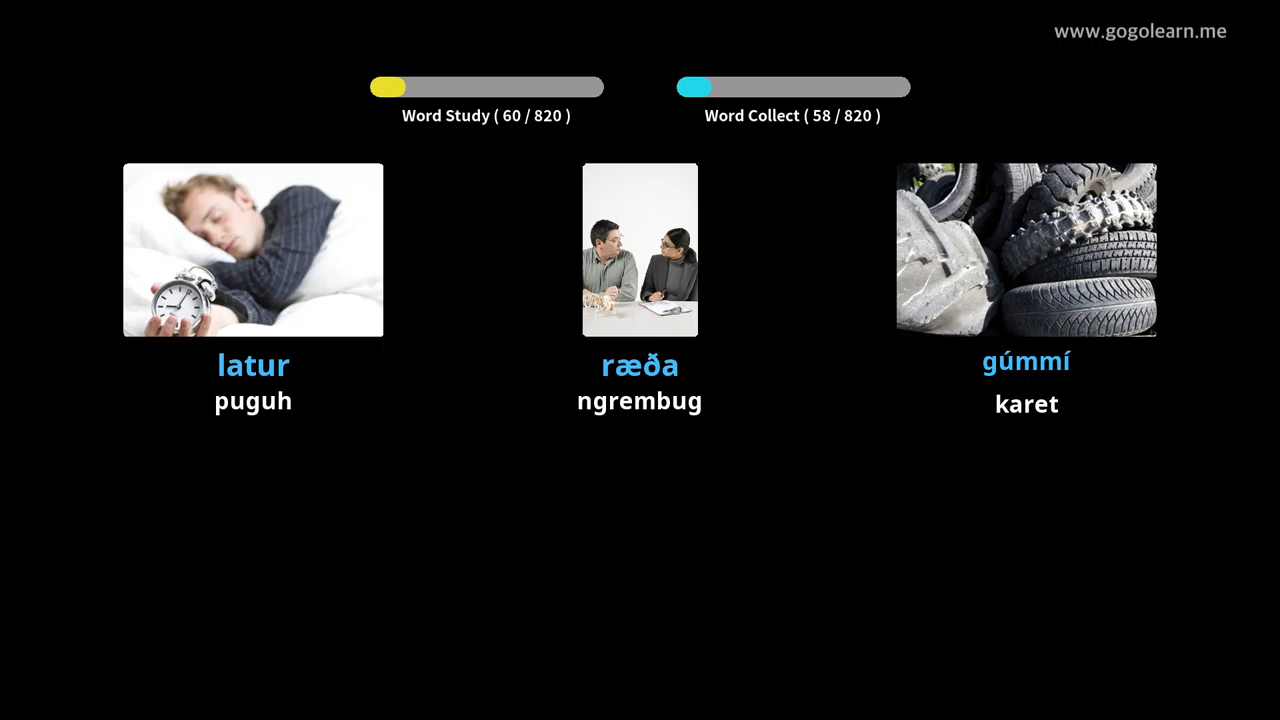 www.gogolearn.me
Word Study ( 60 / 820 )
Word Collect ( 58 / 820 )
latur
puguh
ræða
ngrembug
gúmmí
karet